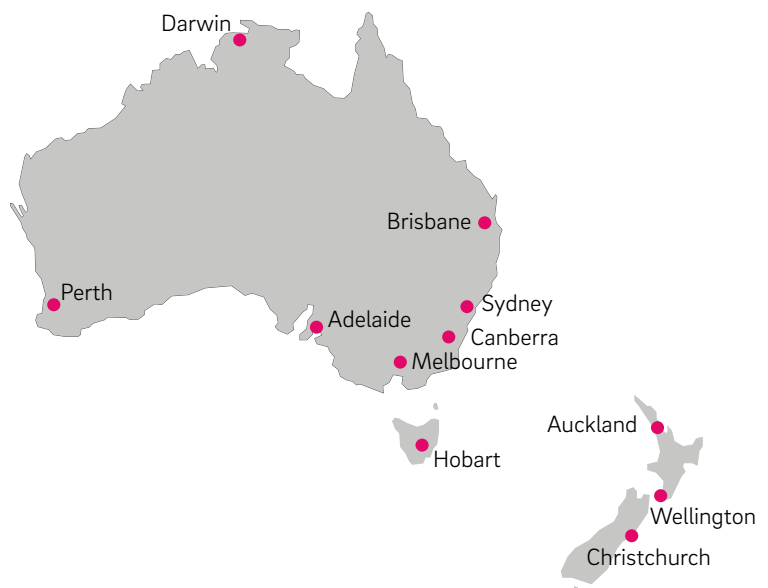 Darwin
Brisbane
Perth
Sydney
Adelaide
Canberra
Melbourne
Auckland
Hobart
Wellington
Christchurch